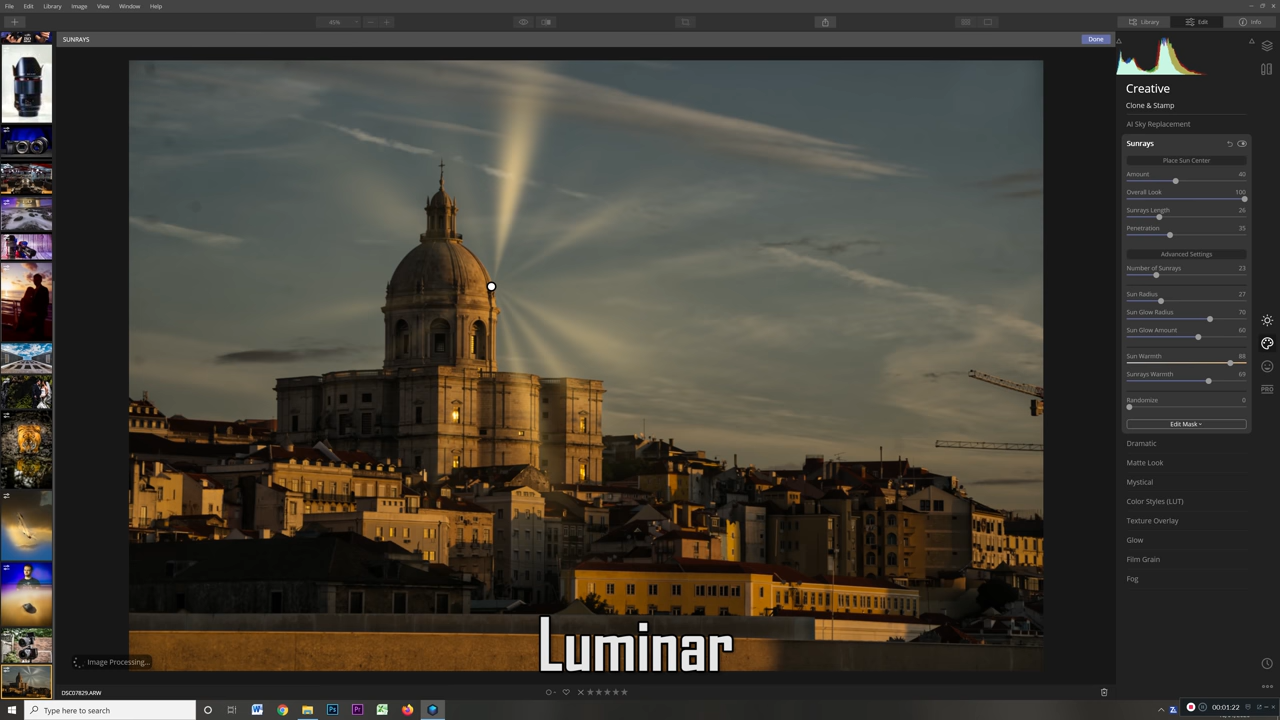 File Edit Library Image View Window Help
45%
Library Edit Info
SUNRAYS Done
Creative
Clone & Stamp
AI Sky Replacement
Sunrays
Place Sun Center
Amount 40
Overall Look 100
Sunrays Length 26
Penetration 35
Advanced Settings
Number of Sunrays 23
Sun Radius 27
Sun Glow Radius 70
Sun Glow Amount 60
Sun Warmth 88
Sunrays Warmth 69
Randomize 0
Edit Mask
PRO
Dramatic
Matte Look
Mystical
Color Styles (LUT)
Texture Overlay
Glow
Film Grain
Fog
Luminar
Image Processing...
DSC07829.ARW
Type here to search
00:01:22